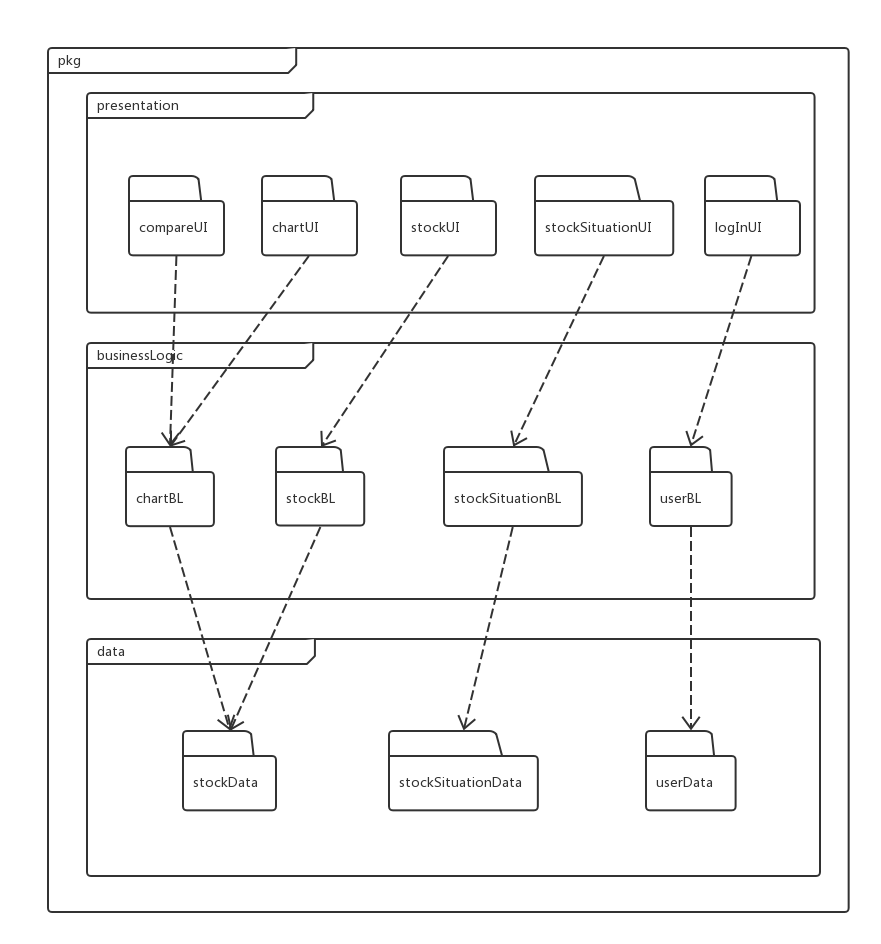 pkg
presentation
compareUI
chartUI
stockUI
stockSituationUI
logInUI
businessLogic
chartBL
stockBL
stockSituationBL
userBL
data
stockData
stockSituationData
userData